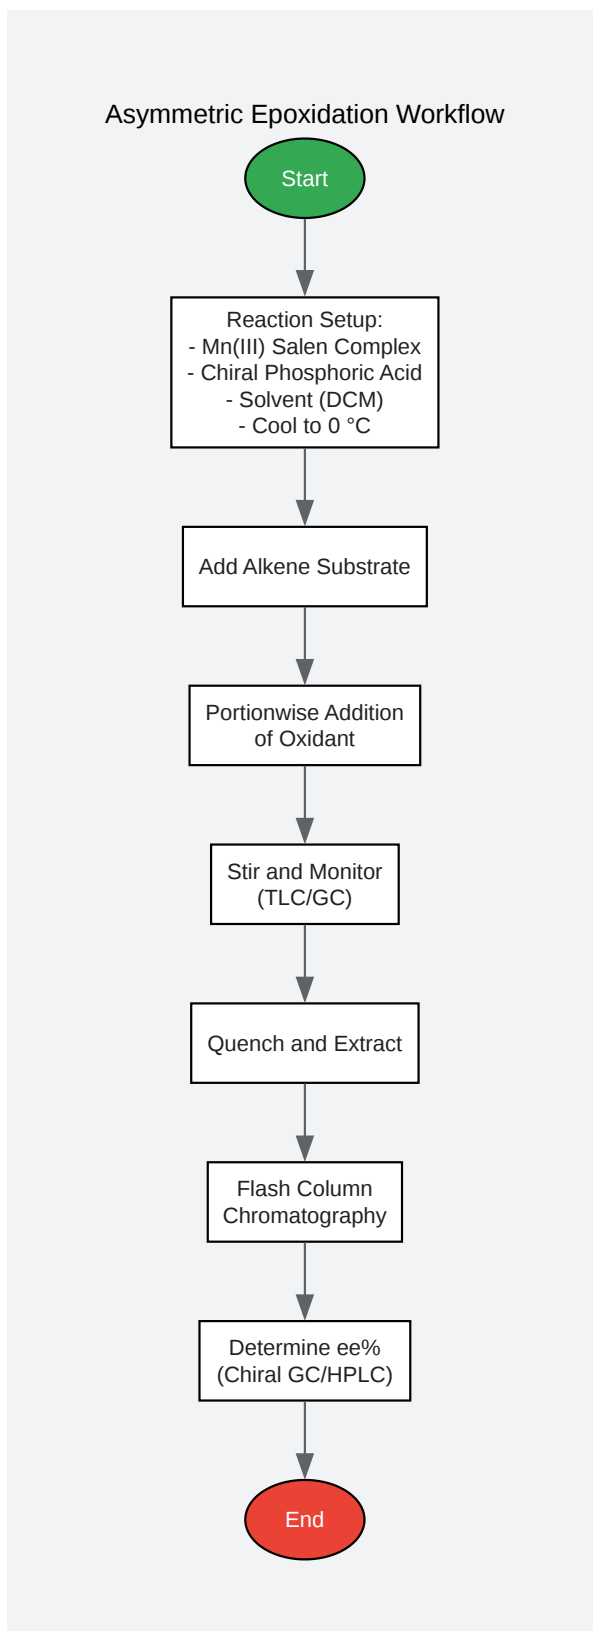 Asymmetric Epoxidation Workflow
Start
Reaction Setup:
- Mn(III) Salen Complex
- Chiral Phosphoric Acid
- Solvent (DCM)
- Cool to 0 °C
Add Alkene Substrate
Portionwise Addition
of Oxidant
Stir and Monitor
(TLC/GC)
Quench and Extract
Flash Column
Chromatography
Determine ee%
(Chiral GC/HPLC)
End